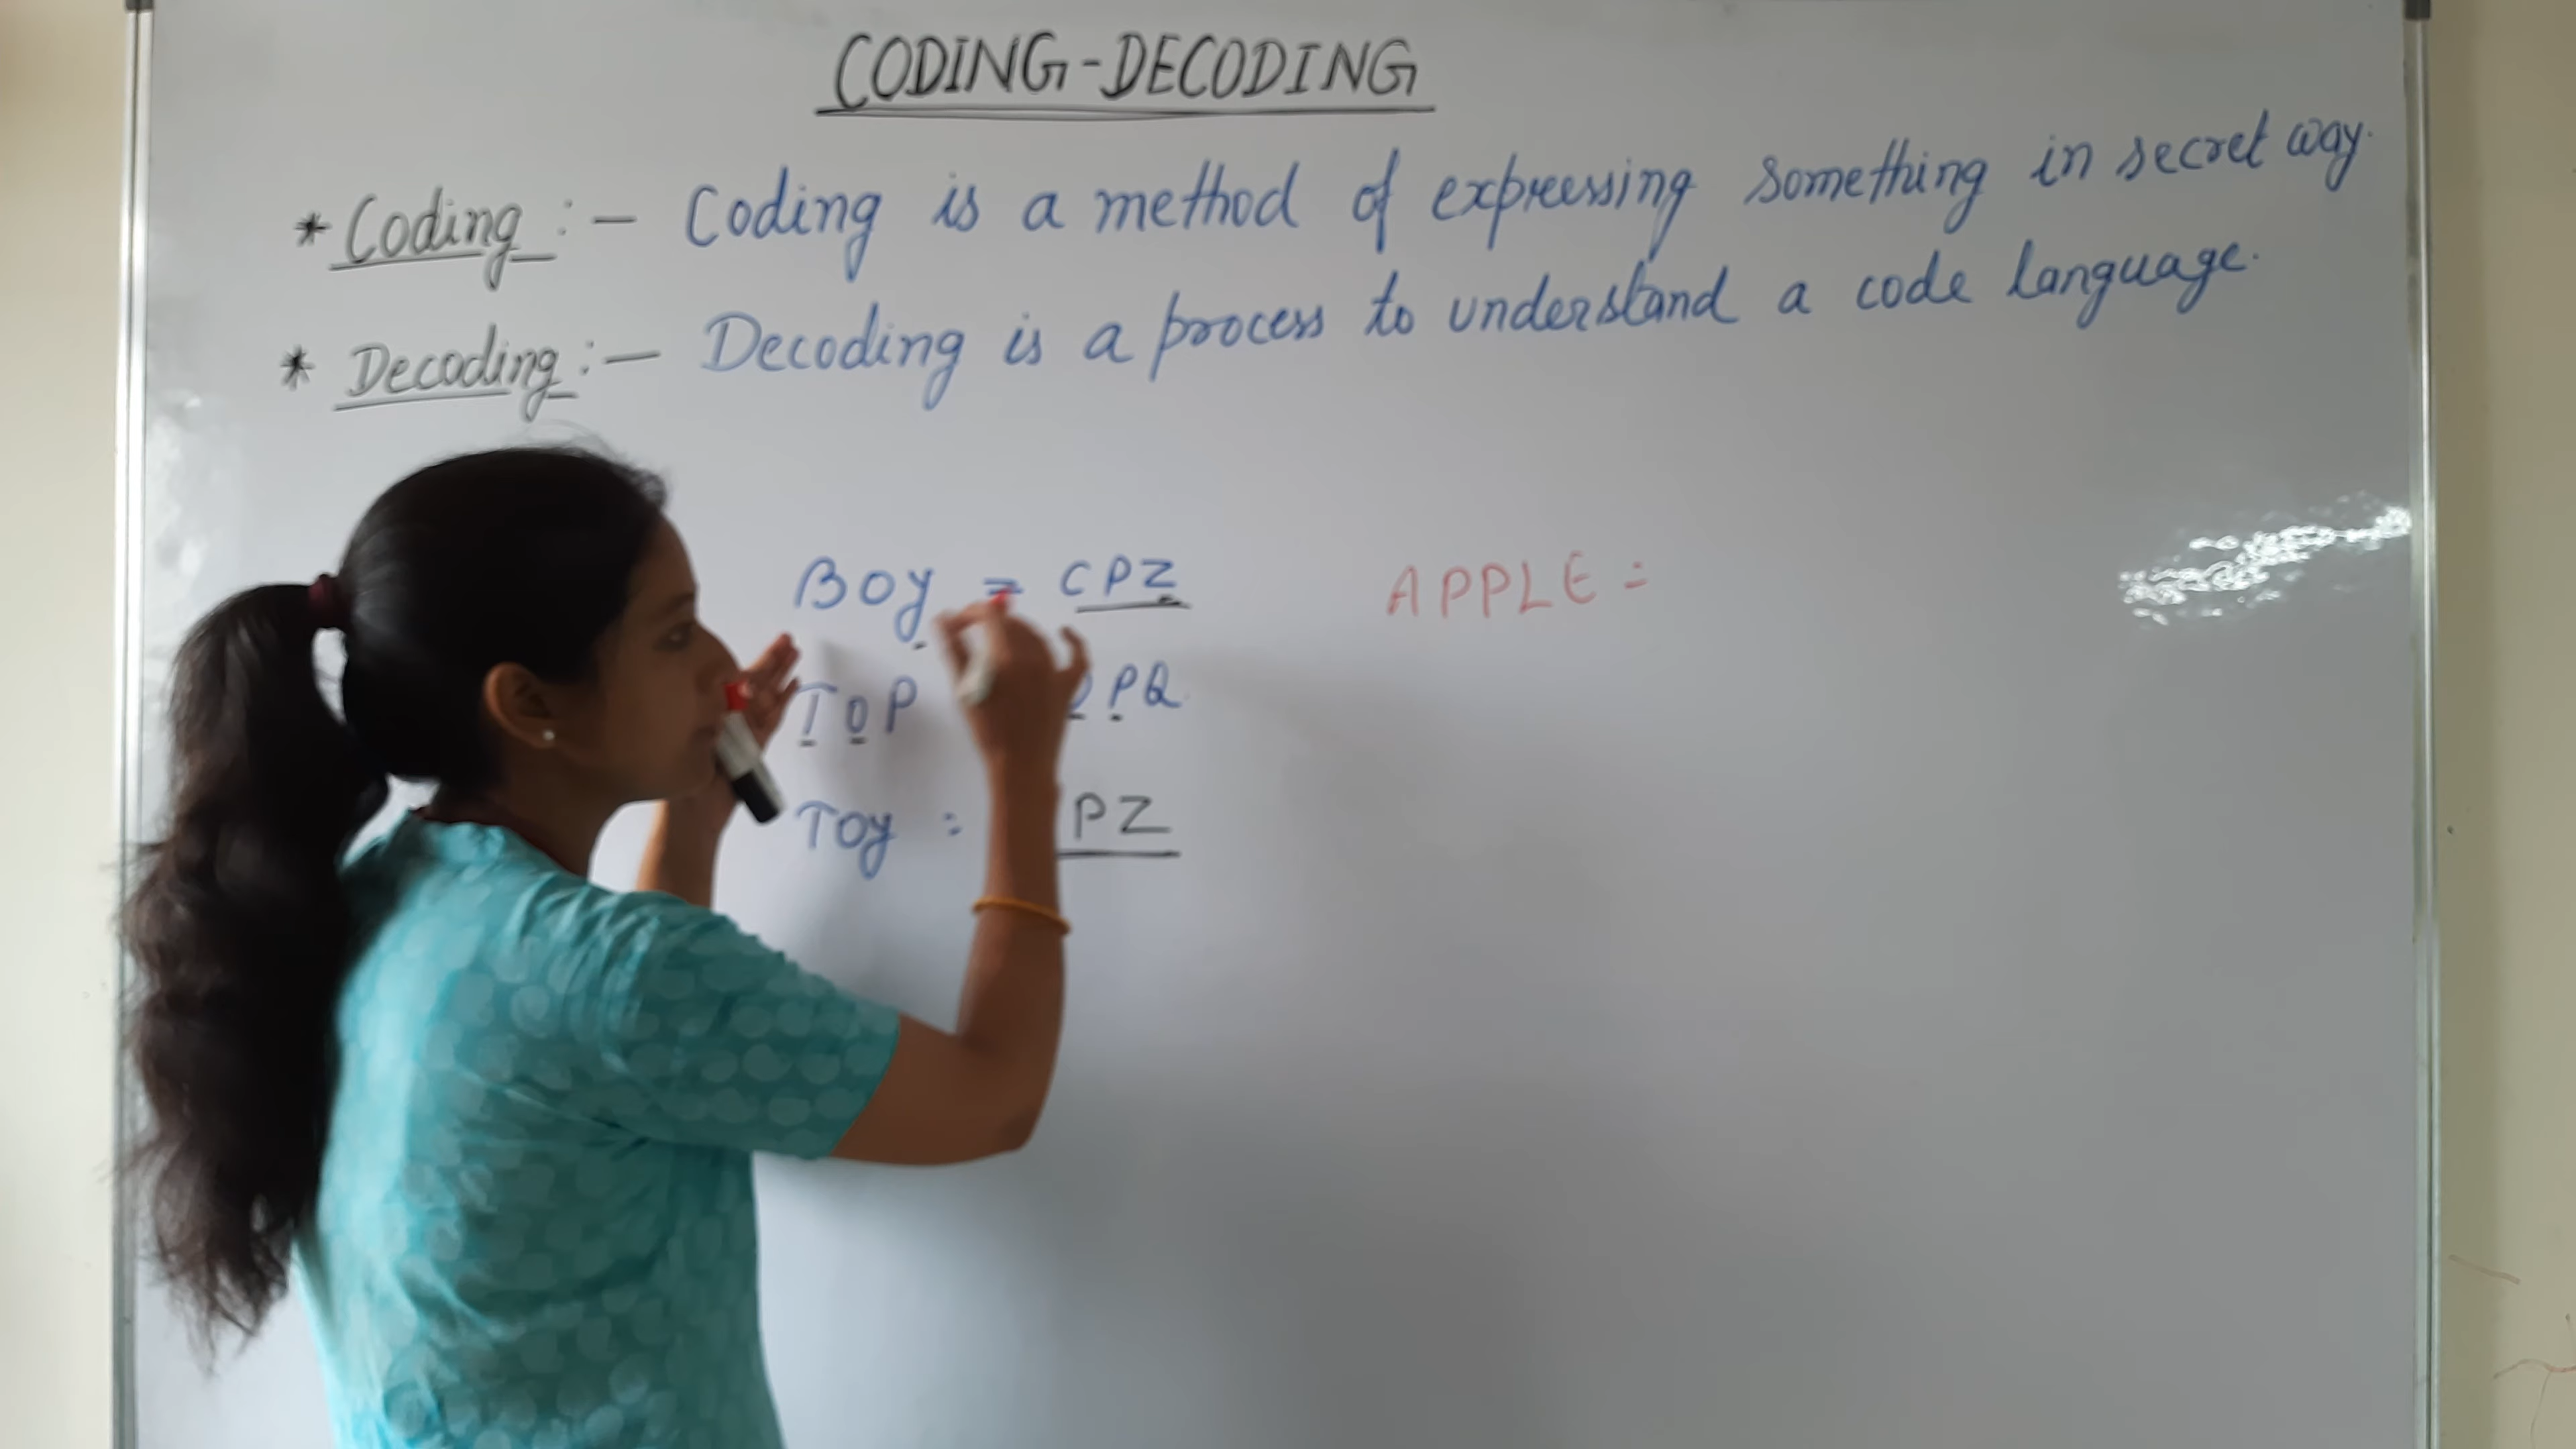 CODING-DECODING
* Coding :- Coding is a method of expressing something in secret way.
* Decoding :- Decoding is a process to understand a code language.
BOY = CPZ
APPLE =
TOP PQ
TOY = PZ